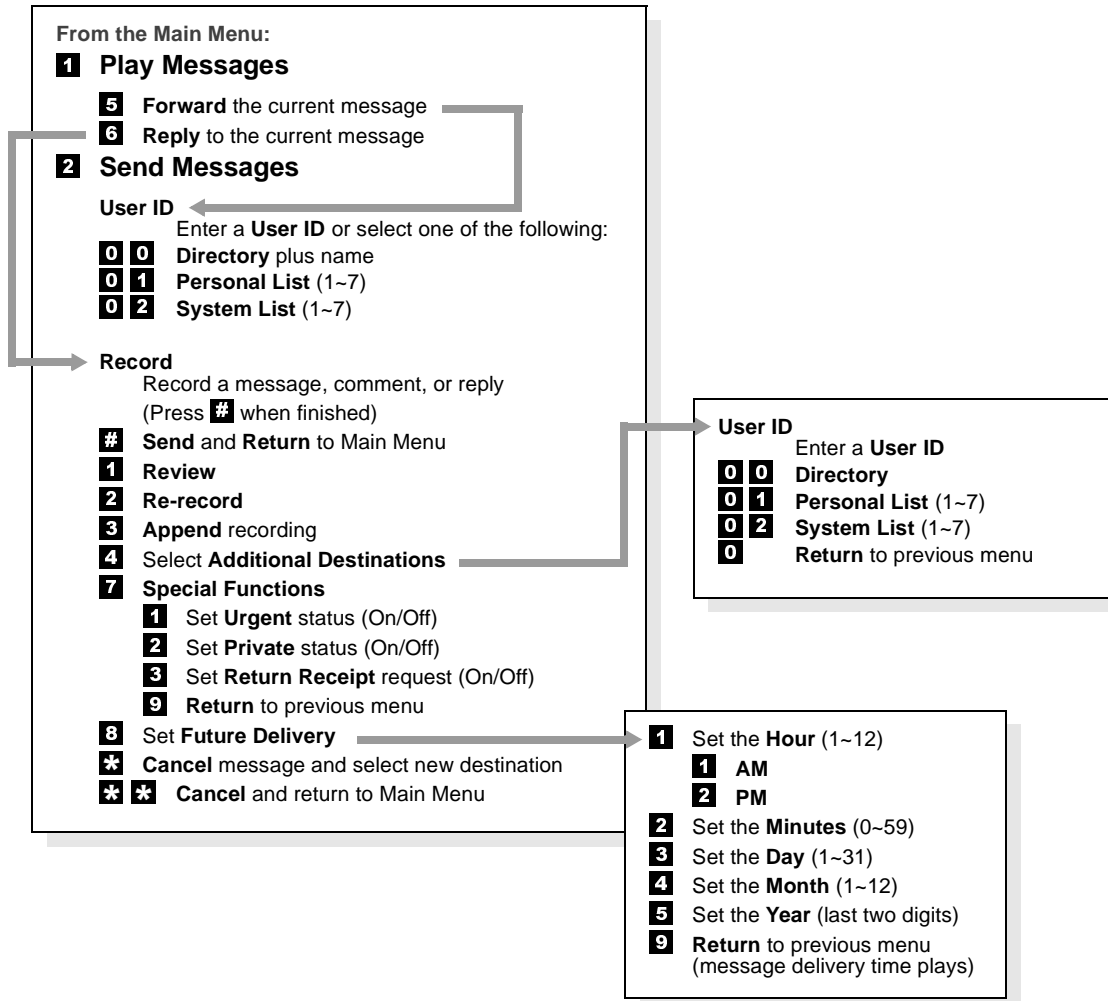 From the Main Menu:
1 Play Messages
5 Forward the current message
6 Reply to the current message
2 Send Messages
User ID
Enter a User ID or select one of the following:
0 0 Directory plus name
0 1 Personal List (1~7)
0 2 System List (1~7)
Record
Record a message, comment, or reply
(Press # when finished)
# Send and Return to Main Menu
1 Review
2 Re-record
3 Append recording
4 Select Additional Destinations
7 Special Functions
1 Set Urgent status (On/Off)
2 Set Private status (On/Off)
3 Set Return Receipt request (On/Off)
9 Return to previous menu
8 Set Future Delivery
* Cancel message and select new destination
* * Cancel and return to Main Menu
User ID
Enter a User ID
0 0 Directory
0 1 Personal List (1~7)
0 2 System List (1~7)
0 Return to previous menu
1 Set the Hour (1~12)
1 AM
2 PM
2 Set the Minutes (0~59)
3 Set the Day (1~31)
4 Set the Month (1~12)
5 Set the Year (last two digits)
9 Return to previous menu
(message delivery time plays)